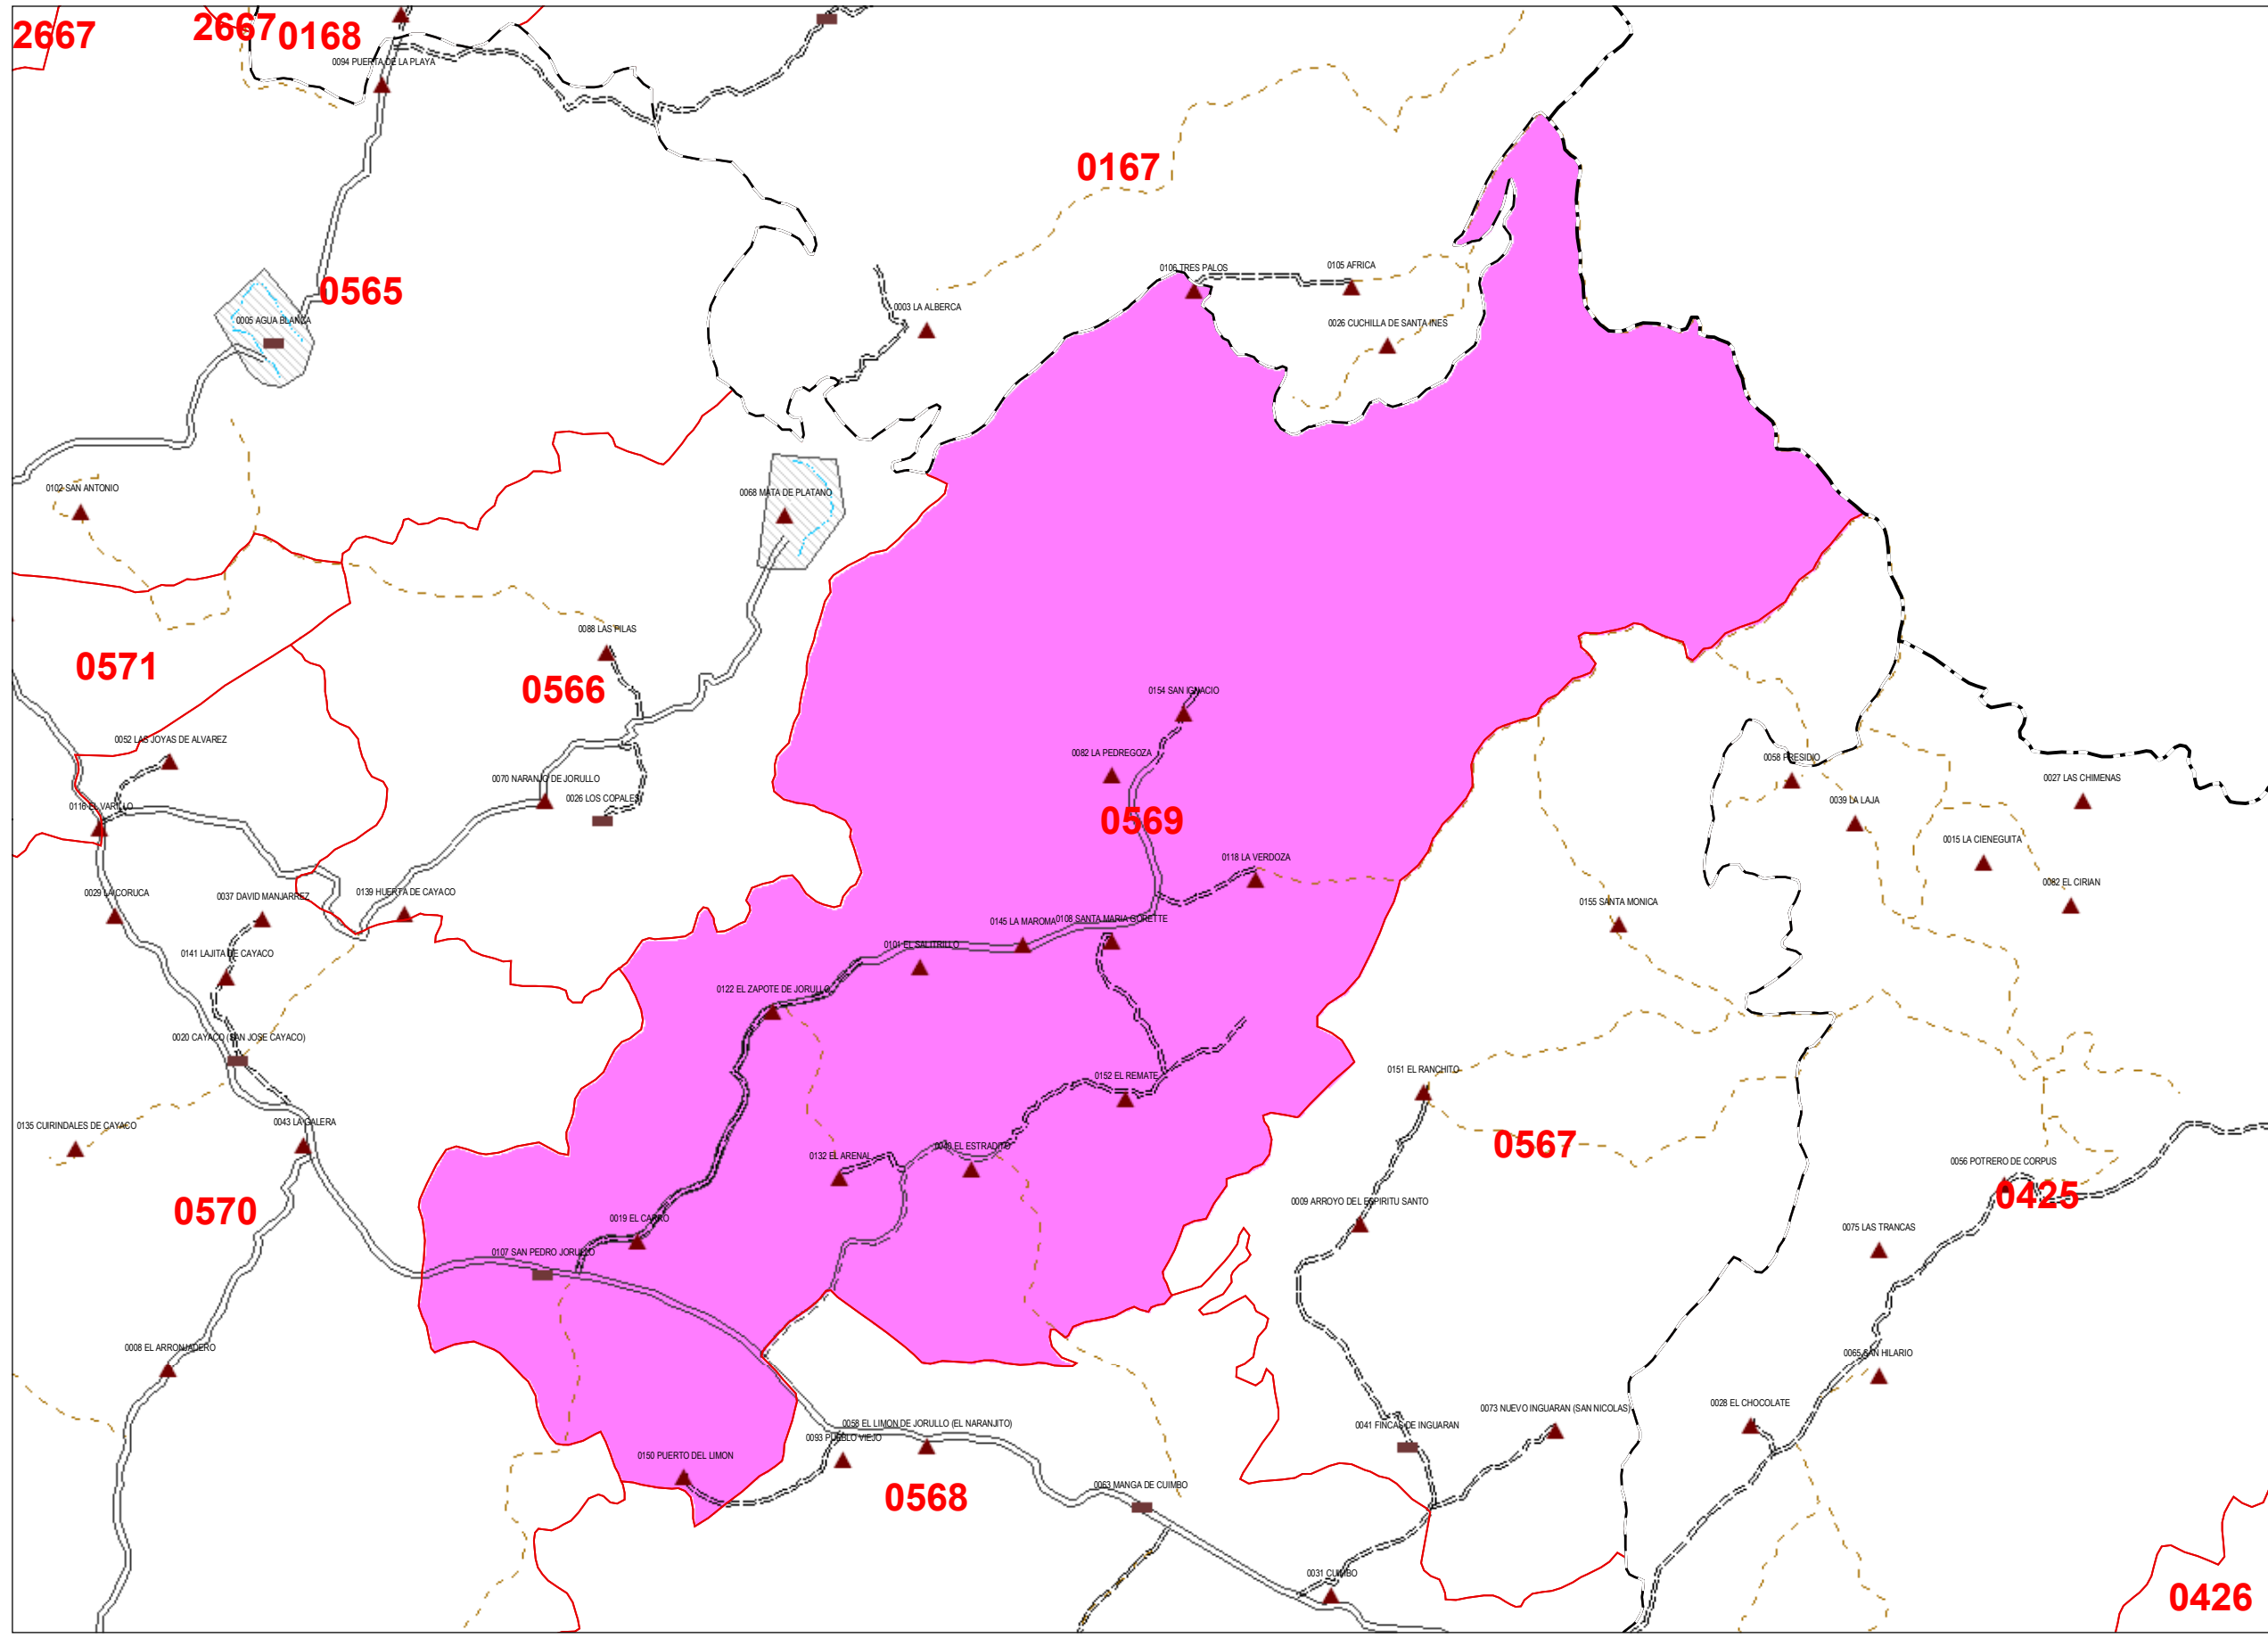 2667
2667
0168
0094 PUERTA DE LA PLAYA
0167
0106 TRES PALOS
0105 AFRICA
0565
0003 LA ALBERCA
0005 AGUA BLANCA
0026 CUCHILLA DE SANTA INES
0102 SAN ANTONIO
0068 MATA DE PLATANO
0088 LAS PILAS
0571
0566
0154 SAN IGNACIO
0052 LAS JOYAS DE ALVAREZ
0082 LA PEDREGOZA
0058 PRESIDIO
0070 NARANJO DE JORULLO
0027 LAS CHIMENAS
0026 LOS COPALES
0116 EL VARILLO
0039 LA LAJA
0569
0015 LA CIENEGUITA
0118 LA VERDOZA
0082 EL CIRIAN
0029 LA CORUCA
0037 DAVID MANJARREZ
0139 HUERTA DE CAYACO
0155 SANTA MONICA
0145 LA MAROMA
0108 SANTA MARIA GORETTE
0101 EL SALITRILLO
0141 LAJITA DE CAYACO
0122 EL ZAPOTE DE JORULLO
0020 CAYACO (SAN JOSE CAYACO)
0151 EL RANCHITO
0152 EL REMATE
0135 CUIRINDALES DE CAYACO
0043 LA GALERA
0567
0040 EL ESTRADITO
0132 EL ARENAL
0056 POTRERO DE CORPUS
0425
0570
0009 ARROYO DEL ESPIRITU SANTO
0019 EL CARRO
0075 LAS TRANCAS
0107 SAN PEDRO JORULLO
0008 EL ARRONJADERO
0065 SAN HILARIO
0028 EL CHOCOLATE
0073 NUEVO INGUARAN (SAN NICOLAS)
0058 EL LIMON DE JORULLO (EL NARANJITO)
0041 FINCAS DE INGUARAN
0093 PUEBLO VIEJO
0150 PUERTO DEL LIMON
0063 MANGA DE CUIMBO
0568
0031 CUIMBO
0426